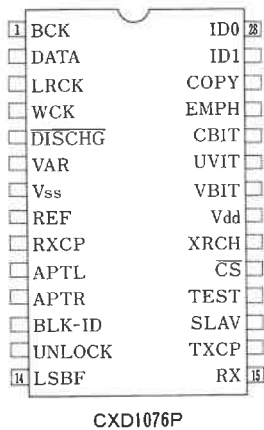 1 BCK ID0 28
DATA ID1
LRCK COPY
WCK EMPH
DISCHG CBIT
VAR UVIT
Vss VBIT
REF Vdd
RXCP XRCH
APTL CS
APTR TEST
BLK-ID SLAV
UNLOCK TXCP
14 LSBF RX 15
CXD1076P